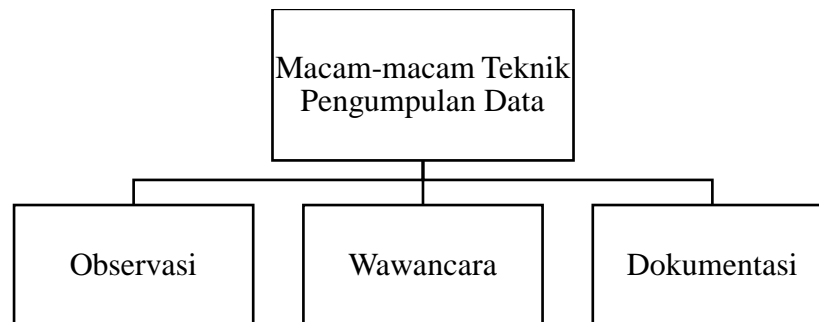 Macam-macam Teknik
Pengumpulan Data
Observasi
Wawancara
Dokumentasi